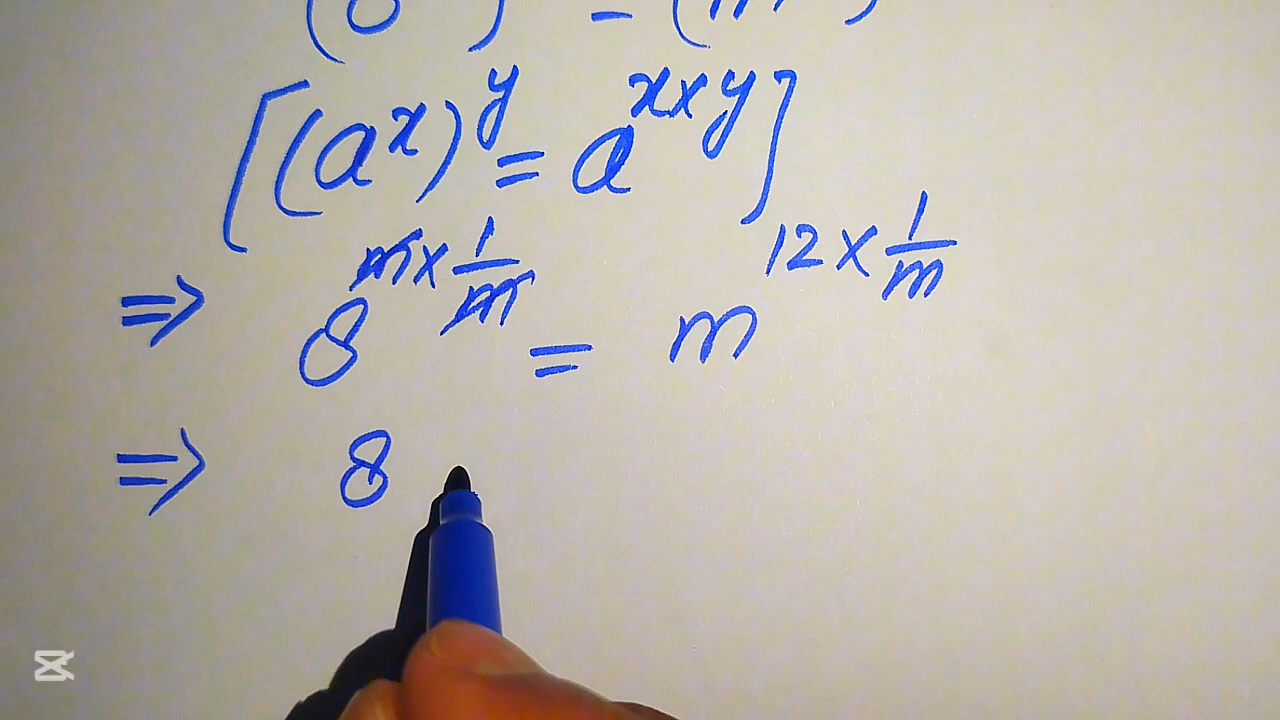 [(a^x)^y = a^{x×y}]
⇒ 8^{m×1/m} = m^{12×1/m}
⇒ 8